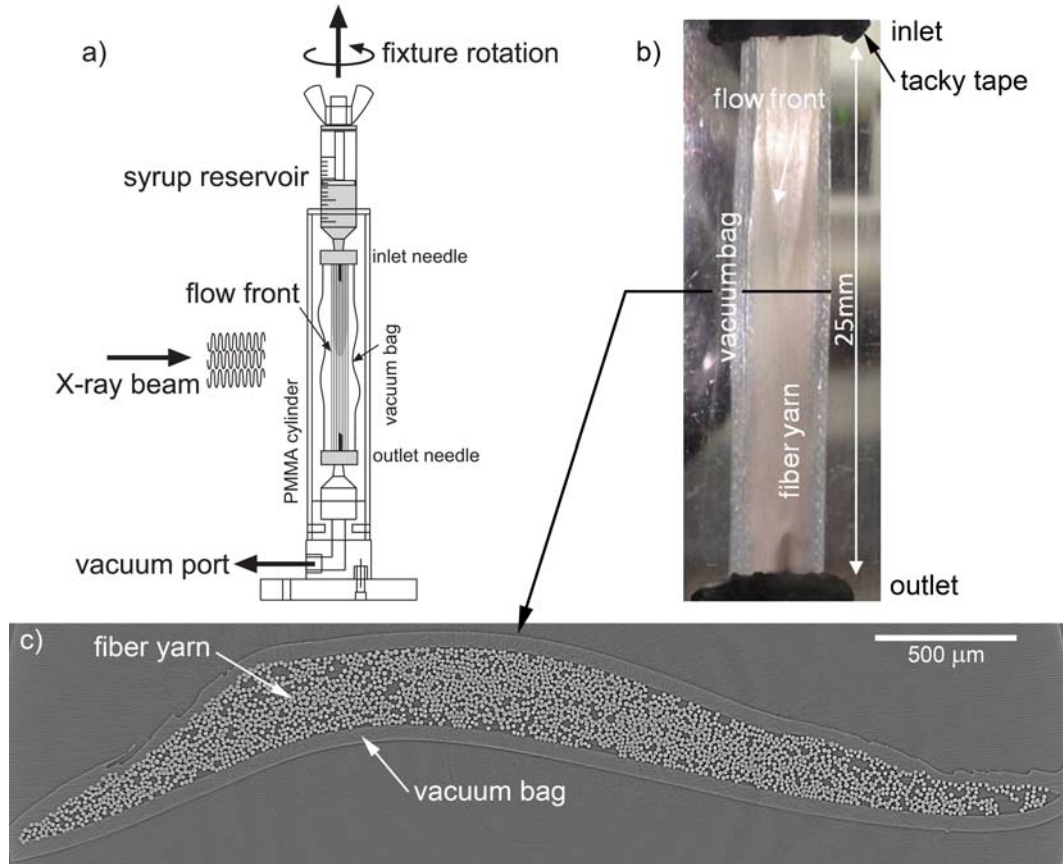 a)
fixture rotation
syrup reservoir
inlet needle
flow front
X-ray beam
PMMA cylinder
vacuum bag
outlet needle
vacuum port
b)
inlet
tacky tape
flow front
vacuum bag
25mm
fiber yarn
outlet
c)
fiber yarn
500 µm
vacuum bag